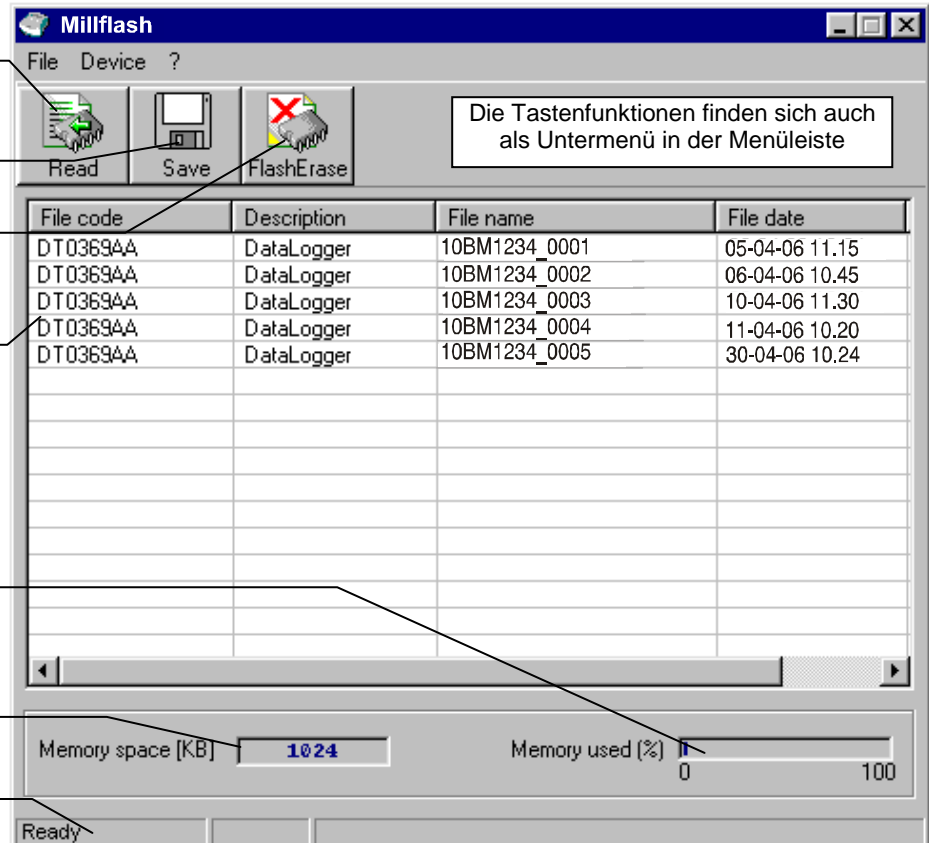 Millflash
File Device ?
Read Save FlashErase
Die Tastenfunktionen finden sich auch
als Untermenü in der Menüleiste
File code Description File name File date
DT0369AA DataLogger 10BM1234_0001 05-04-06 11.15
DT0369AA DataLogger 10BM1234_0002 06-04-06 10.45
DT0369AA DataLogger 10BM1234_0003 10-04-06 11.30
DT0369AA DataLogger 10BM1234_0004 11-04-06 10.20
DT0369AA DataLogger 10BM1234_0005 30-04-06 10.24
Memory space [KB] 1024 Memory used (%)
0 100
Ready